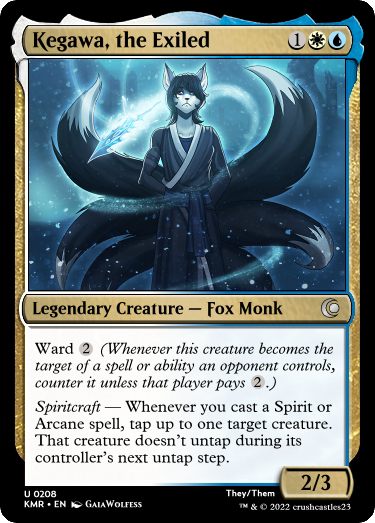 Kegawa, the Exiled 1
Legendary Creature — Fox Monk
Ward 2 (Whenever this creature becomes the
target of a spell or ability an opponent controls,
counter it unless that player pays 2.)
Spiritcraft — Whenever you cast a Spirit or
Arcane spell, tap up to one target creature.
That creature doesn't untap during its
controller's next untap step.
2/3
U 0208
They/Them
KMR • EN GaiaWolfess
™ & © 2022 crushcastles23